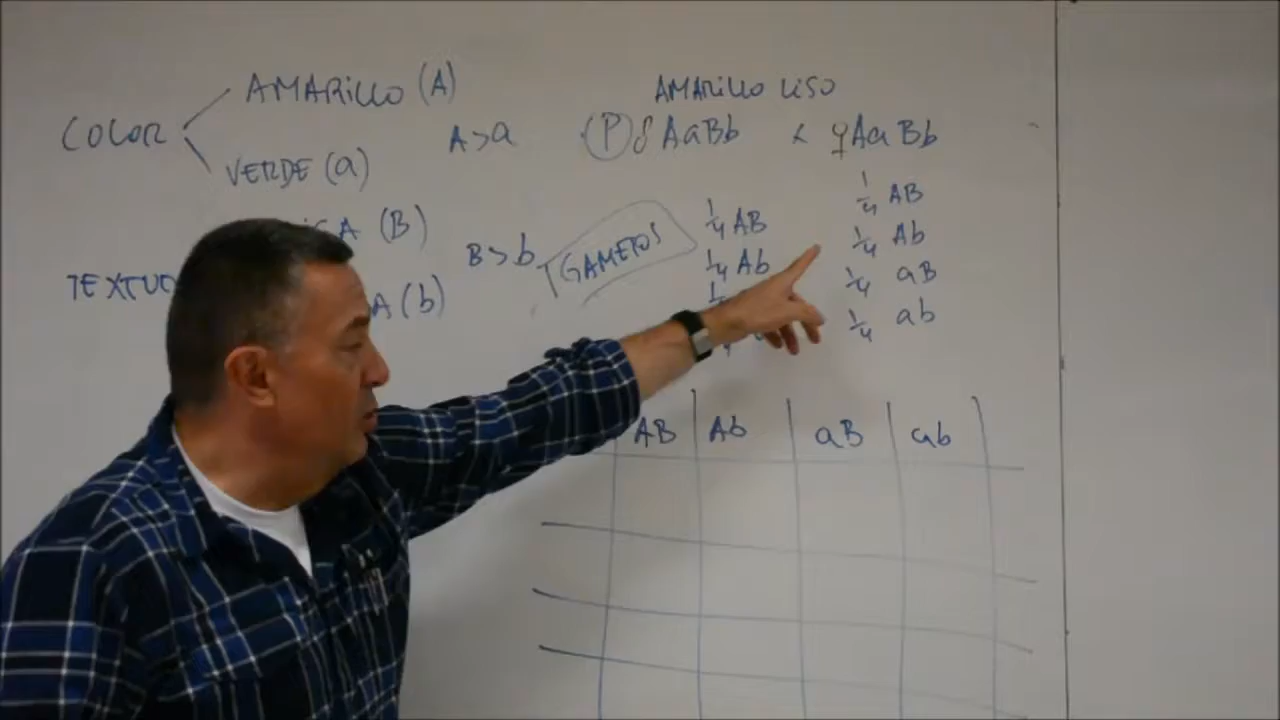 COLOR
AMARILLO (A)
VERDE (a)
A>a
(B)
A(b)
B>b
AMARILLO LISO
(P) ♂ AaBb × ♀ AaBb
GAMETOS
1/4 AB
1/4 Ab
1/4 AB
1/4 Ab
1/4 aB
1/4 ab
AB Ab aB ab